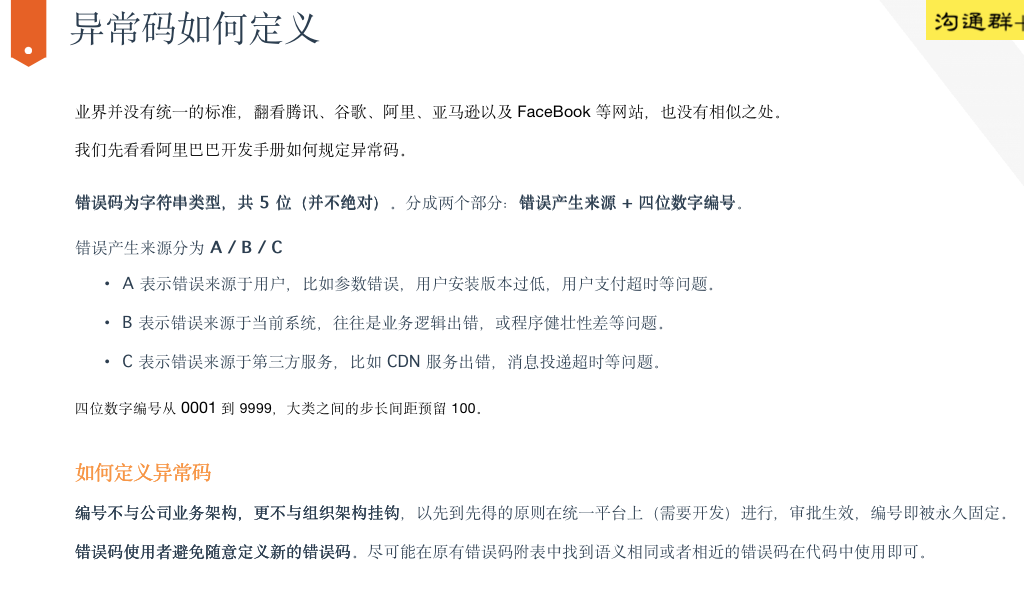 异常码如何定义
沟通群+
业界并没有统一的标准，翻看腾讯、谷歌、阿里、亚马逊以及 FaceBook 等网站，也没有相似之处。
我们先看看阿里巴巴开发手册如何规定异常码。
错误码为字符串类型，共 5 位（并不绝对）。分成两个部分：错误产生来源 + 四位数字编号。
错误产生来源分为 A / B / C
• A 表示错误来源于用户，比如参数错误，用户安装版本过低，用户支付超时等问题。
• B 表示错误来源于当前系统，往往是业务逻辑出错，或程序健壮性差等问题。
• C 表示错误来源于第三方服务，比如 CDN 服务出错，消息投递超时等问题。
四位数字编号从 0001 到 9999，大类之间的步长间距预留 100。
如何定义异常码
编号不与公司业务架构，更不与组织架构挂钩，以先到先得的原则在统一平台上（需要开发）进行，审批生效，编号即被永久固定。
错误码使用者避免随意定义新的错误码。尽可能在原有错误码附表中找到语义相同或者相近的错误码在代码中使用即可。